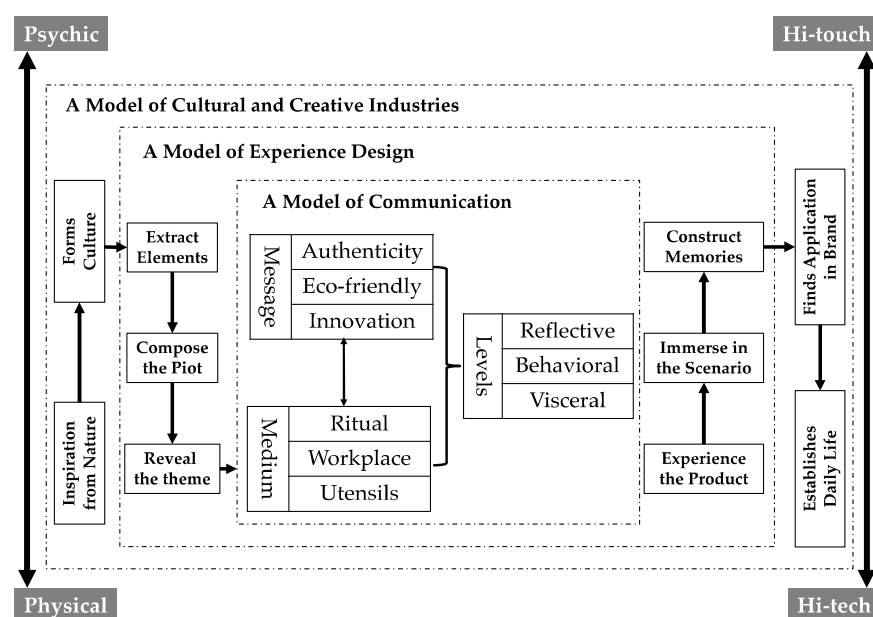 Psychic
Hi-touch
A Model of Cultural and Creative Industries
A Model of Experience Design
A Model of Communication
Forms
Culture
Inspiration
from Nature
Extract
Elements
Compose
the Piot
Reveal
the theme
Message
Authenticity
Eco-friendly
Innovation
Medium
Ritual
Workplace
Utensils
Levels
Reflective
Behavioral
Visceral
Construct
Memories
Immerse in
the Scenario
Experience
the Product
Finds Application
in Brand
Establishes
Daily Life
Physical
Hi-tech